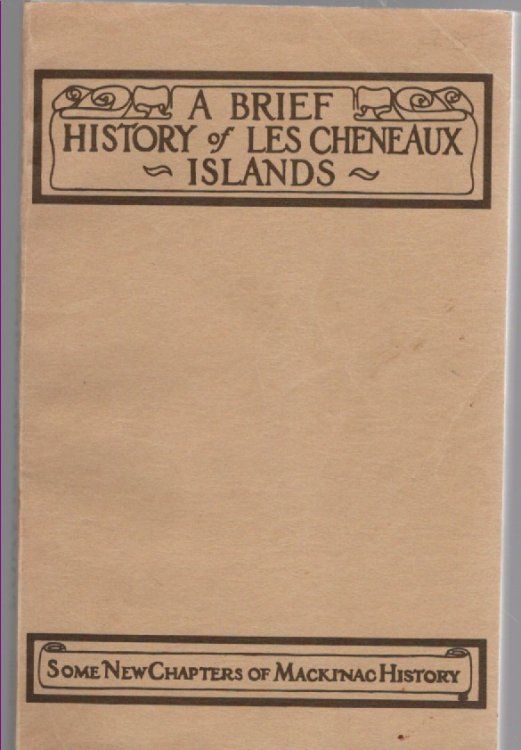 A BRIEF
HISTORY of LES CHENEAUX
~ ISLANDS ~
SOME NEW CHAPTERS OF MACKINAC HISTORY